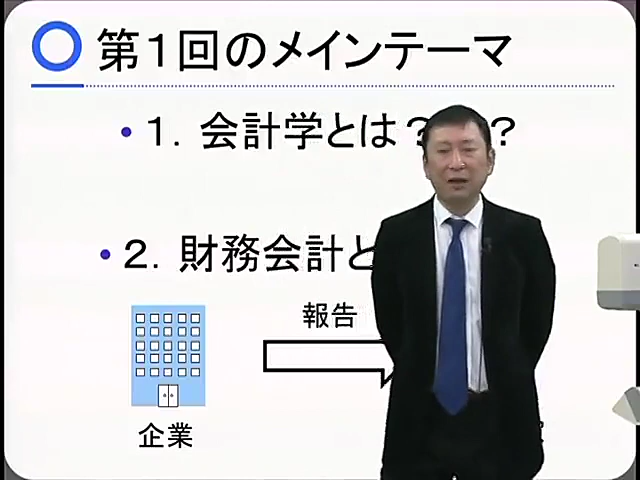 第１回のメインテーマ
・１．会計学とは？？？
・２．財務会計と
報告
企業